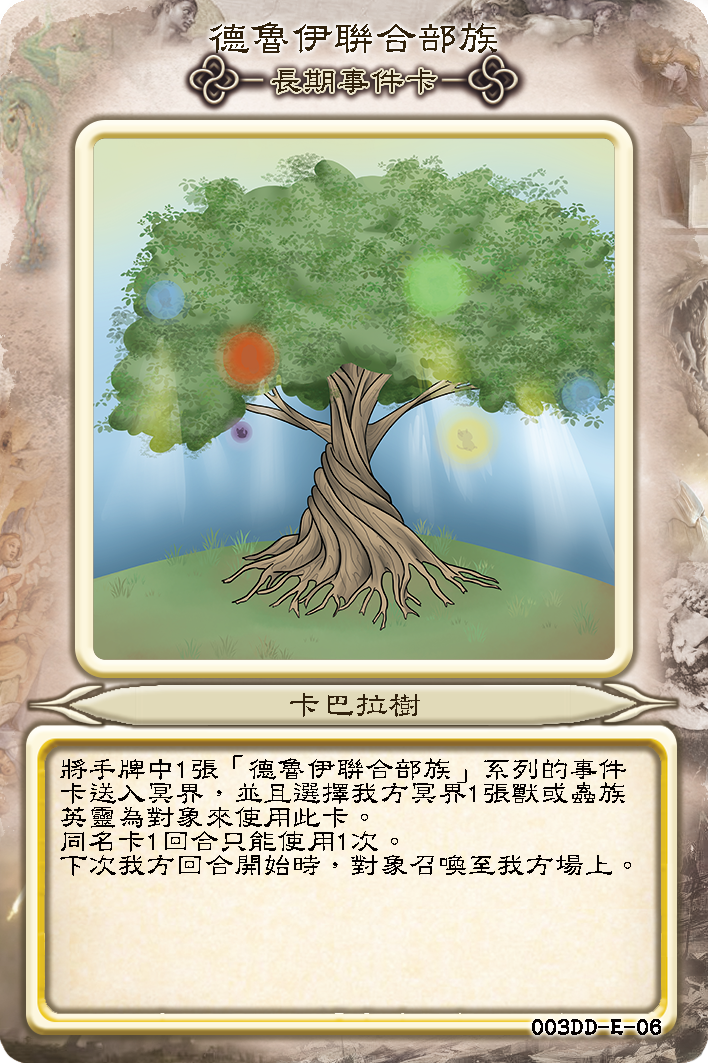 德魯伊聯合部族
長期事件卡
卡巴拉樹
將手牌中1張「德魯伊聯合部族」系列的事件
卡送入冥界，並且選擇我方冥界1張獸或蟲族
英靈為對象來使用此卡。
同名卡1回合只能使用1次。
下次我方回合開始時，對象召喚至我方場上。
003DD-E-06